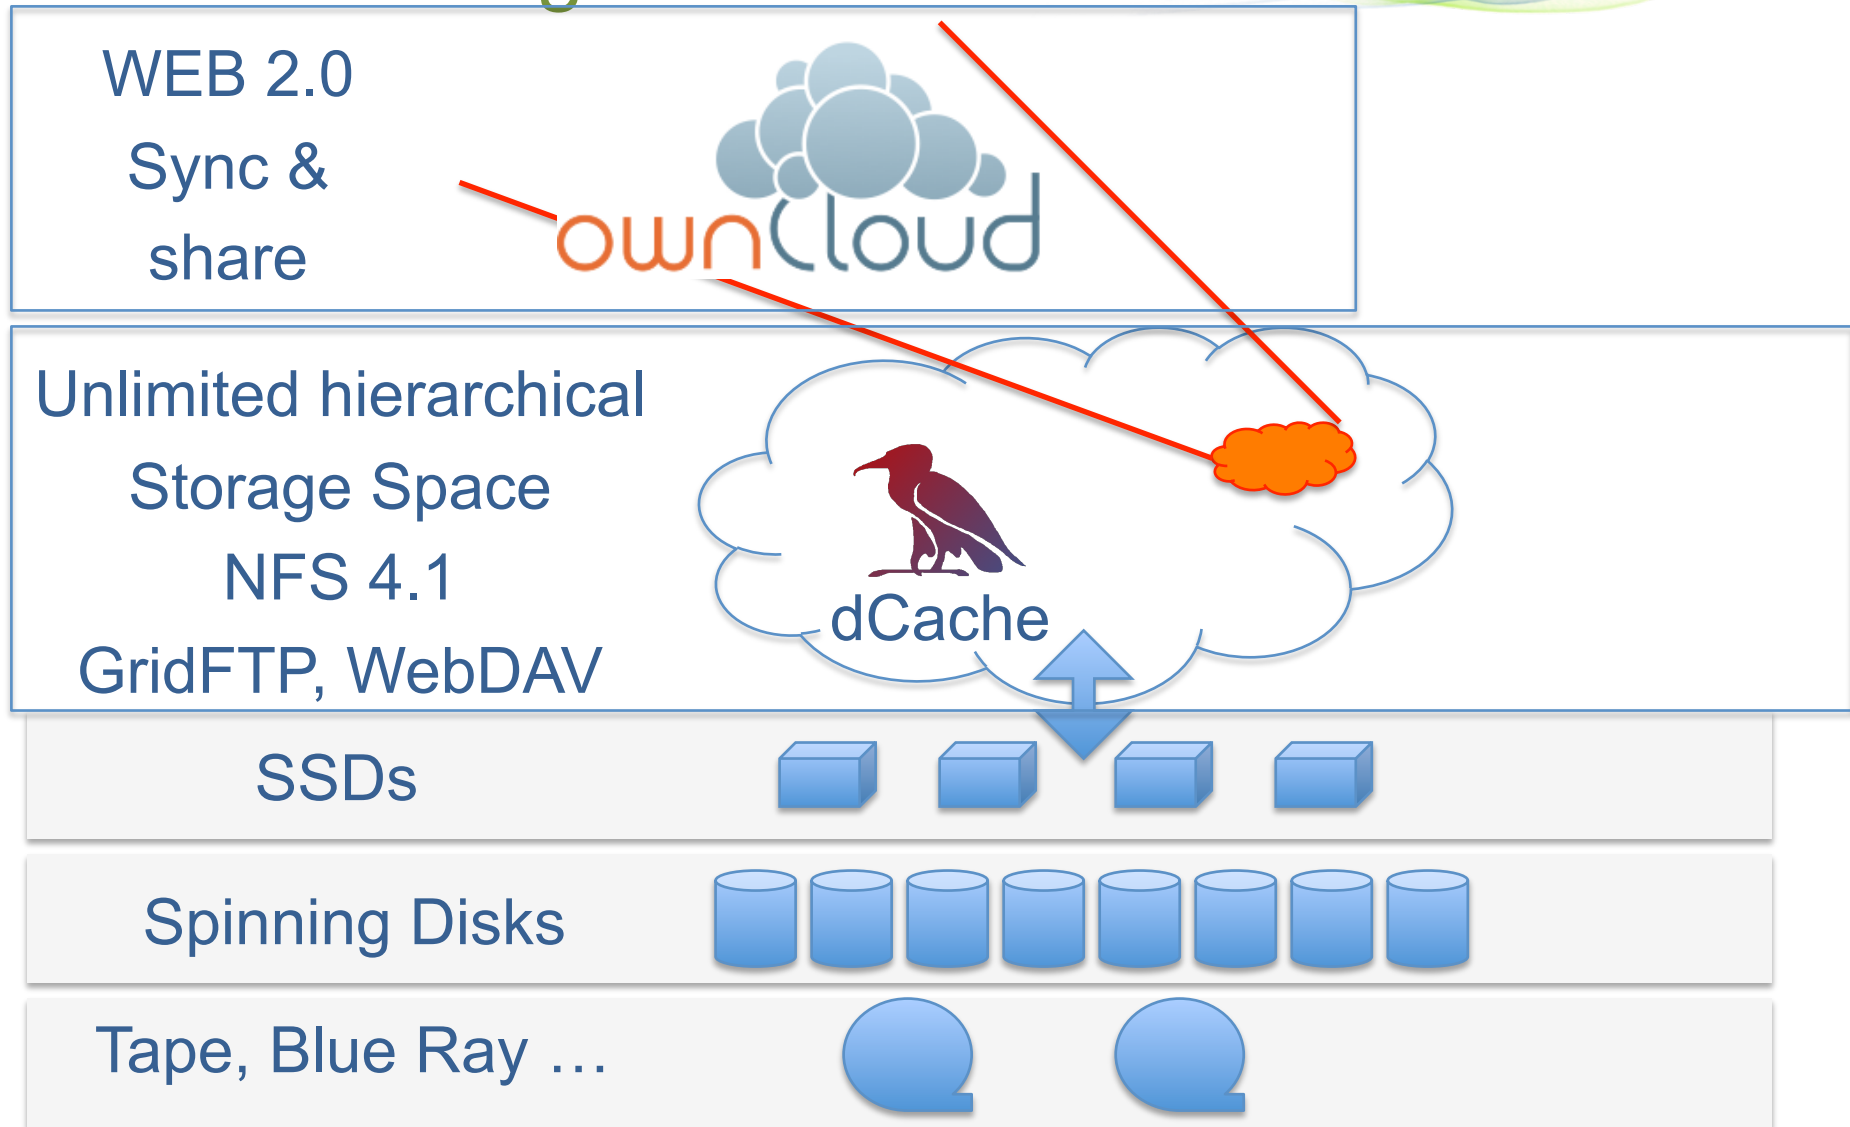 WEB 2.0
Sync &
share
ownCloud
Unlimited hierarchical
Storage Space
NFS 4.1
GridFTP, WebDAV
dCache
SSDs
Spinning Disks
Tape, Blue Ray …